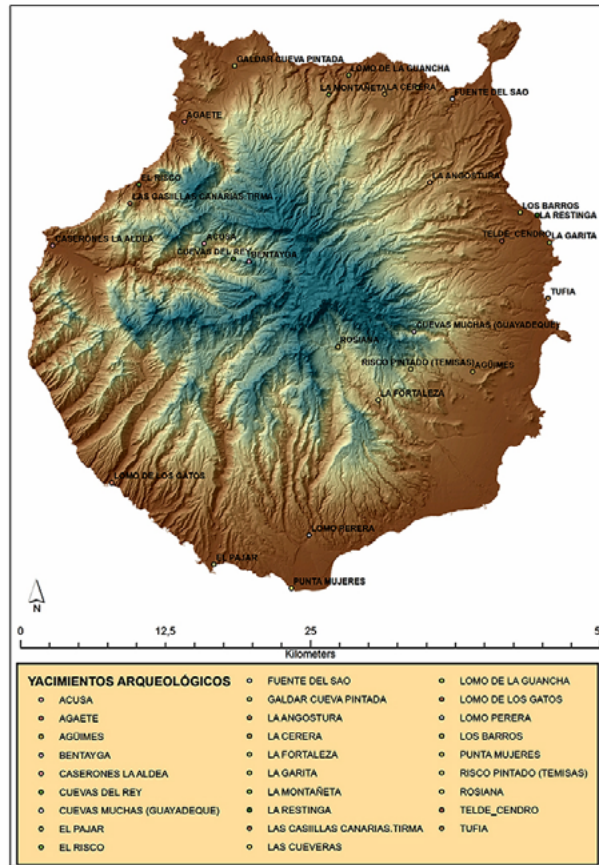 GALDAR CUEVA PINTADA
LOMO DE LA GUANCHA
LA MONTAÑETA
LA CERERA
FUENTE DEL SAO
AGAETE
EL RISCO
LA ANGOSTURA
LAS CASILLAS CANARIAS.TIRMA
LOS BARROS
LA RESTINGA
CASERONES LA ALDEA
ACUSA
TELDE_CENDRO
LA GARITA
CUEVAS DEL REY
BENTAYGA
TUFIA
CUEVAS MUCHAS (GUAYADEQUE)
ROSIANA
RISCO PINTADO (TEMISAS)
AGÜIMES
LA FORTALEZA
LOMO DE LOS GATOS
LOMO PERERA
EL PAJAR
PUNTA MUJERES
N
0 12,5 25 5
Kilometers
YACIMIENTOS ARQUEOLÓGICOS
ACUSA
AGAETE
AGÜIMES
BENTAYGA
CASERONES LA ALDEA
CUEVAS DEL REY
CUEVAS MUCHAS (GUAYADEQUE)
EL PAJAR
EL RISCO
FUENTE DEL SAO
GALDAR CUEVA PINTADA
LA ANGOSTURA
LA CERERA
LA FORTALEZA
LA GARITA
LA MONTAÑETA
LA RESTINGA
LAS CASIILLAS CANARIAS.TIRMA
LAS CUEVERAS
LOMO DE LA GUANCHA
LOMO DE LOS GATOS
LOMO PERERA
LOS BARROS
PUNTA MUJERES
RISCO PINTADO (TEMISAS)
ROSIANA
TELDE_CENDRO
TUFIA